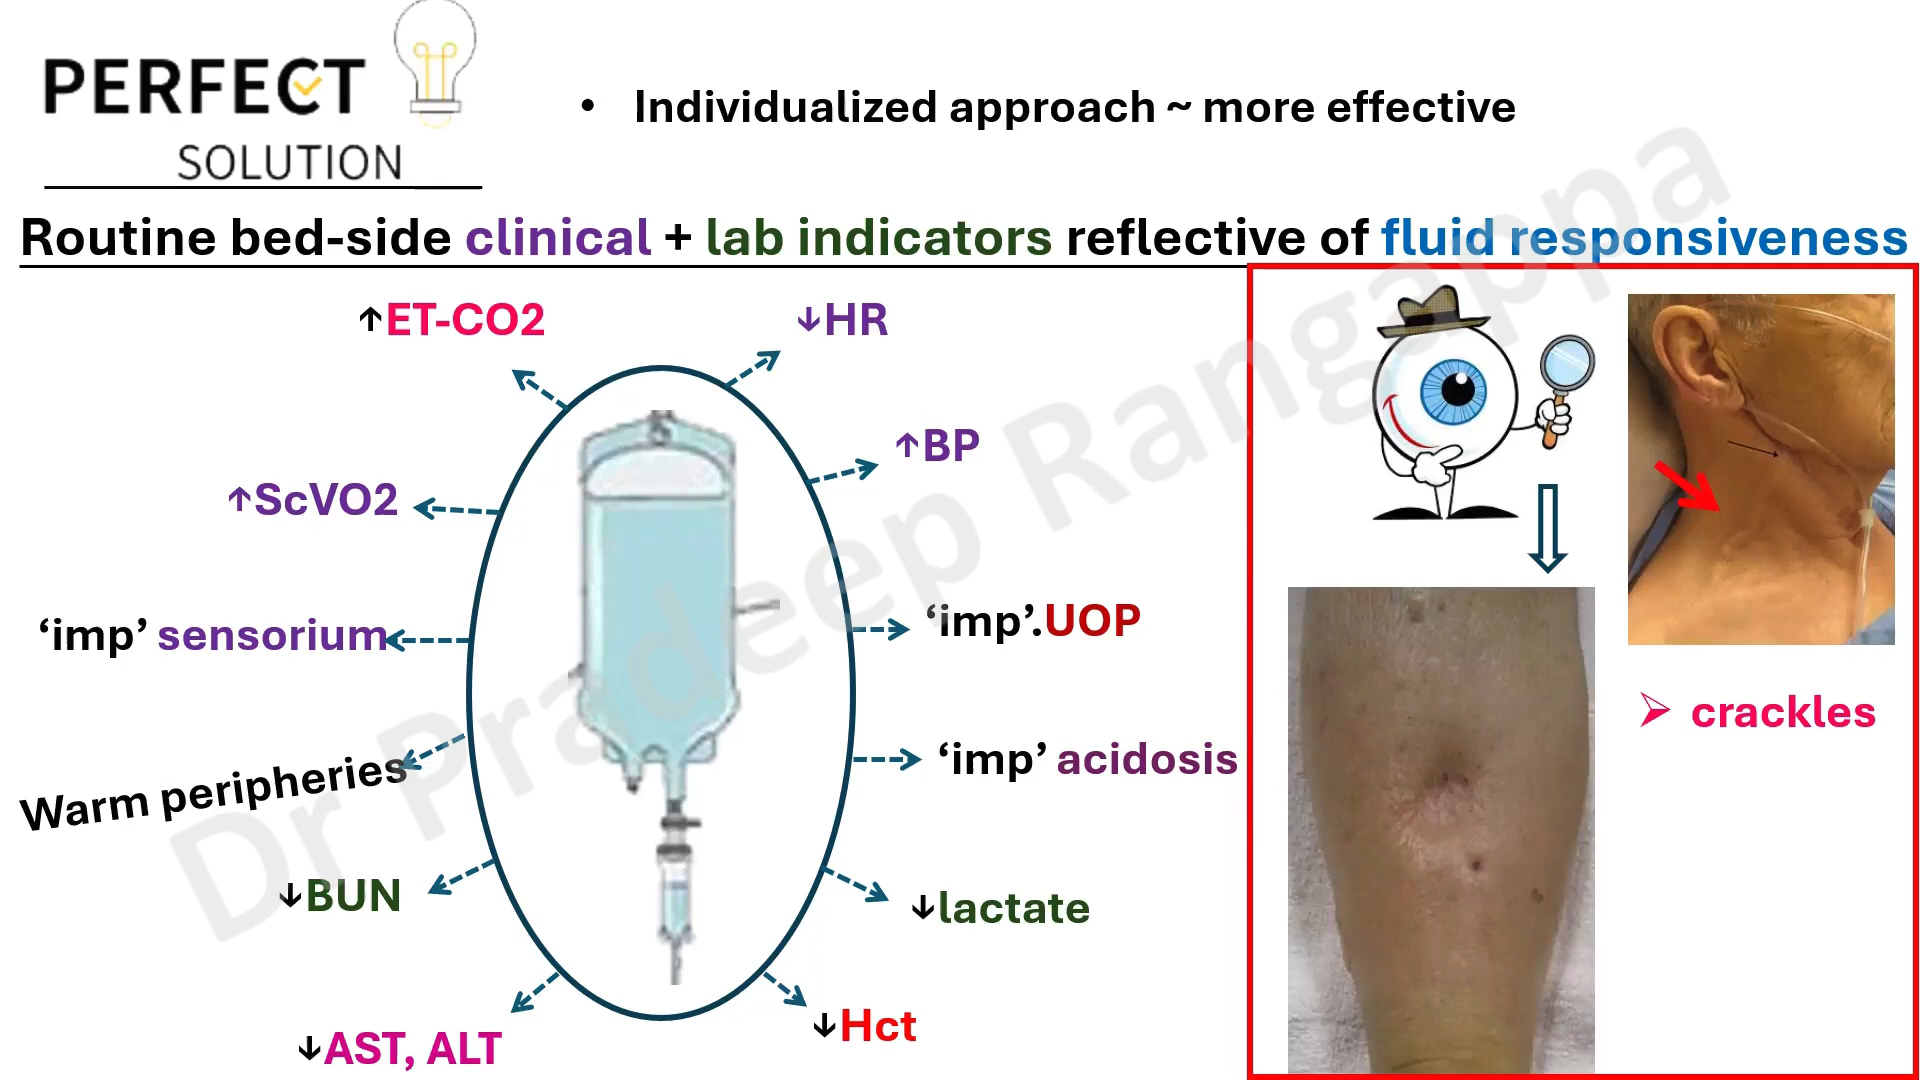 PERFECT
SOLUTION
• Individualized approach ~ more effective
Routine bed-side clinical + lab indicators reflective of fluid responsiveness
↑ET-CO2
↓HR
↑BP
↑ScVO2
‘imp’.UOP
‘imp’ sensorium
‘imp’ acidosis
Warm peripheries
↓BUN
↓lactate
↓AST, ALT
↓Hct
➢ crackles
Dr Pradeep Rangappa